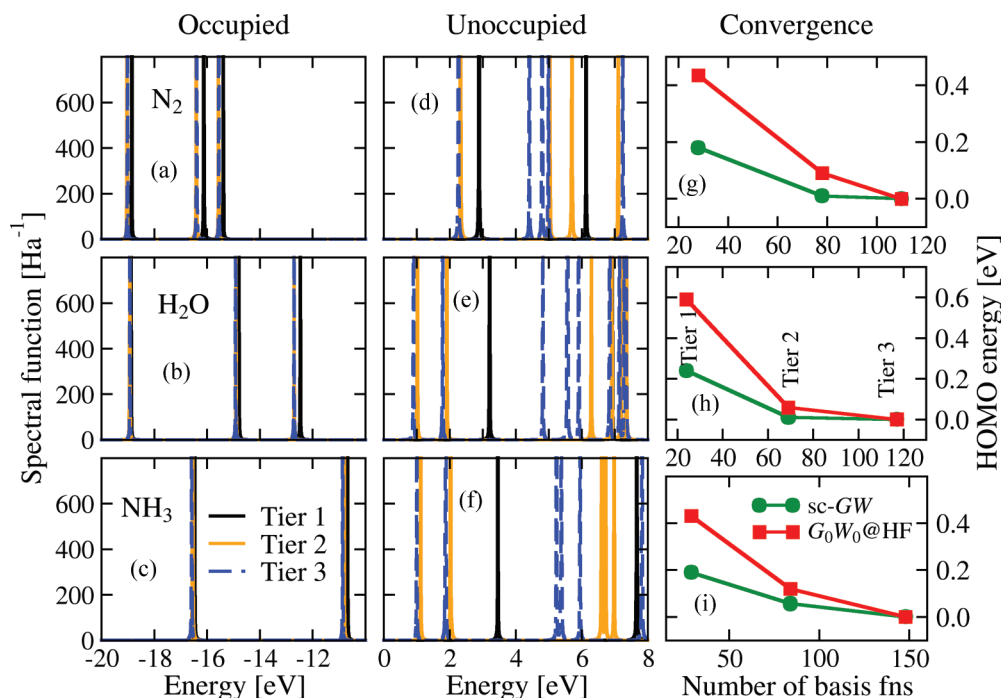 Occupied
Unoccupied
Convergence
Spectral function [Ha⁻¹]
600
400
200
0
N₂
(a)
(d)
(g)
0.4
0.2
0.0
20 40 60 80 100 120
600
400
200
0
H₂O
(b)
(e)
(h)
Tier 1
Tier 2
Tier 3
0.6
0.4
0.2
0.0
20 40 60 80 100 120
HOMO energy [eV]
600
400
200
0
NH₃
(c)
Tier 1
Tier 2
Tier 3
(f)
(i)
sc-GW
G₀W₀@HF
0.4
0.2
0.0
-20 -18 -16 -14 -12
0 2 4 6 8
50 100 150
Energy [eV]
Energy [eV]
Number of basis fns